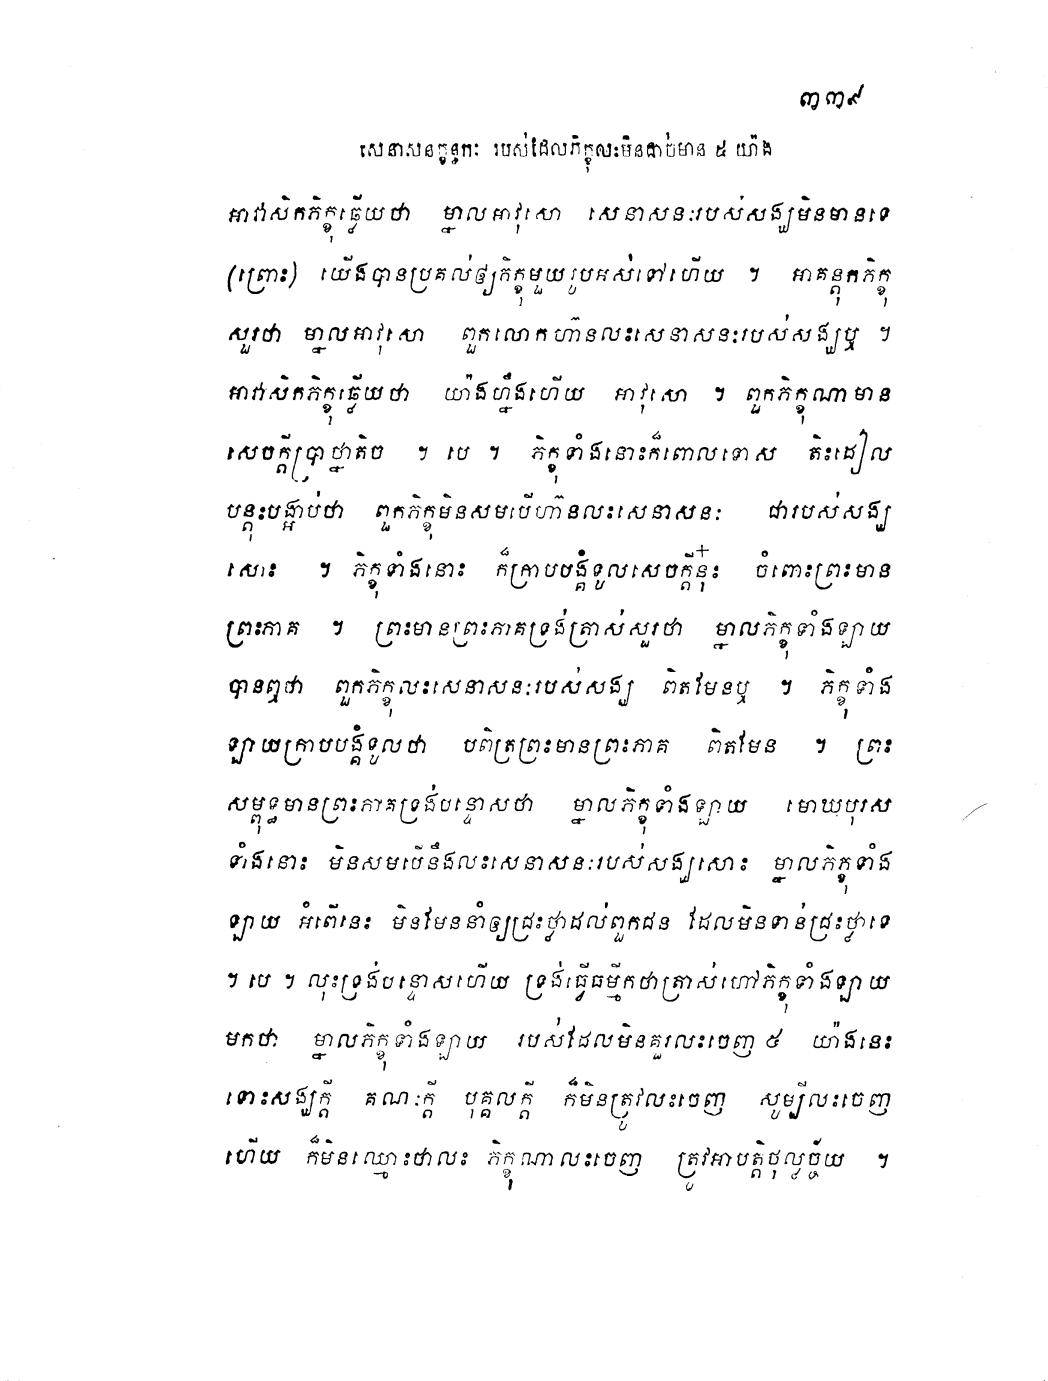 ៣៣៩
សេនាសនក្ខន្ធកៈ របស់ដែលភិក្ខុលះមិនដាច់មាន ៥ យ៉ាង
អាវាសិកភិក្ខុឆ្លើយថា ម្នាលអាវុសោ សេនាសនៈរបស់សង្ឃមិនមានទេ
(ព្រោះ) យើងបានប្រគល់ឲ្យភិក្ខុមួយរូបអស់ទៅហើយ ។ អាគន្តុកភិក្ខុ
សួរថា ម្នាលអាវុសោ ពួកលោកហ៊ានលះសេនាសនៈរបស់សង្ឃឬ ។
អាវាសិកភិក្ខុឆ្លើយថា យ៉ាងហ្នឹងហើយ អាវុសោ ។ ពួកភិក្ខុណាមាន
សេចក្តីប្រាថ្នាតិច ។ បេ ។ ភិក្ខុទាំងនោះក៏ពោលទោស តិះដៀល
បន្តុះបង្អាប់ថា ពួកភិក្ខុមិនសមបើហ៊ានលះសេនាសនៈ ជារបស់សង្ឃ
សោះ ។ ភិក្ខុទាំងនោះ ក៏ក្រាបបង្គំទូលសេចក្តីនុ៎ះ ចំពោះព្រះមាន
ព្រះភាគ ។ ព្រះមានព្រះភាគទ្រង់ត្រាស់សួរថា ម្នាលភិក្ខុទាំងឡាយ
បានឮថា ពួកភិក្ខុលះសេនាសនៈរបស់សង្ឃ ពិតមែនឬ ។ ភិក្ខុទាំង
ឡាយក្រាបបង្គំទូលថា បពិត្រព្រះមានព្រះភាគ ពិតមែន ។ ព្រះ
សម្ពុទ្ធមានព្រះភាគទ្រង់បន្ទោសថា ម្នាលភិក្ខុទាំងឡាយ មោឃបុរស
ទាំងនោះ មិនសមបើនឹងលះសេនាសនៈរបស់សង្ឃសោះ ម្នាលភិក្ខុទាំង
ឡាយ អំពើនេះ មិនមែននាំឲ្យជ្រះថ្លាដល់ពួកជន ដែលមិនទាន់ជ្រះថ្លាទេ
។ បេ ។ លុះទ្រង់បន្ទោសហើយ ទ្រង់ធ្វើធម្មីកថាត្រាស់ហៅភិក្ខុទាំងឡាយ
មកថា ម្នាលភិក្ខុទាំងឡាយ របស់ដែលមិនគួរលះចេញ ៥ យ៉ាងនេះ
ទោះសង្ឃក្តី គណៈក្តី បុគ្គលក្តី ក៏មិនត្រូវលះចេញ សូម្បីលះចេញ
ហើយ ក៏មិនឈ្មោះថាលះ ភិក្ខុណាលះចេញ ត្រូវអាបត្តិថុល្លច្ច័យ ។